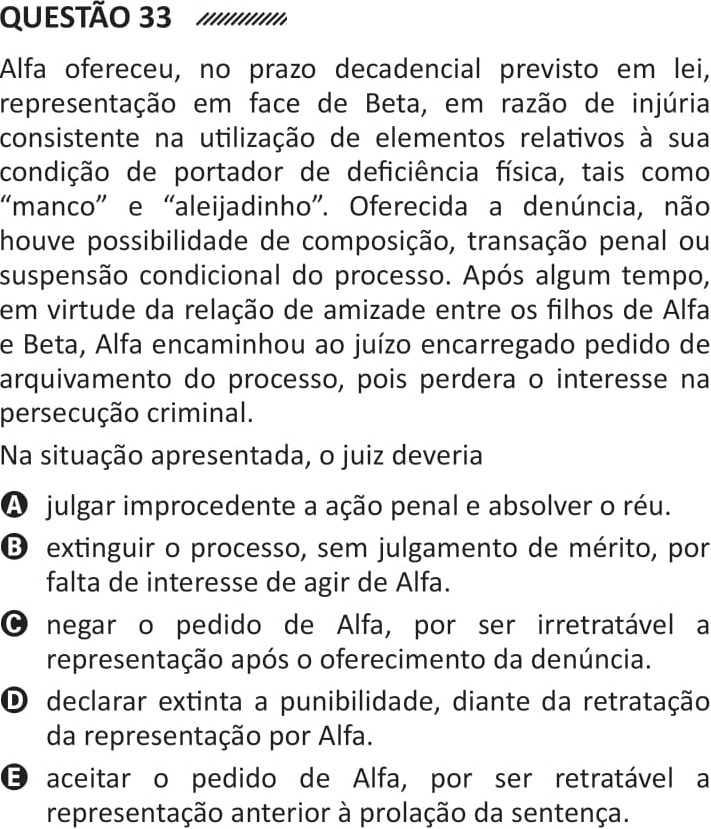 QUESTÃO 33
Alfa ofereceu, no prazo decadencial previsto em lei,
representação em face de Beta, em razão de injúria
consistente na utilização de elementos relativos à sua
condição de portador de deficiência física, tais como
“manco” e “aleijadinho”. Oferecida a denúncia, não
houve possibilidade de composição, transação penal ou
suspensão condicional do processo. Após algum tempo,
em virtude da relação de amizade entre os filhos de Alfa
e Beta, Alfa encaminhou ao juízo encarregado pedido de
arquivamento do processo, pois perdera o interesse na
persecução criminal.
Na situação apresentada, o juiz deveria
A julgar improcedente a ação penal e absolver o réu.
B extinguir o processo, sem julgamento de mérito, por
falta de interesse de agir de Alfa.
C negar o pedido de Alfa, por ser irretratável a
representação após o oferecimento da denúncia.
D declarar extinta a punibilidade, diante da retratação
da representação por Alfa.
E aceitar o pedido de Alfa, por ser retratável a
representação anterior à prolação da sentença.